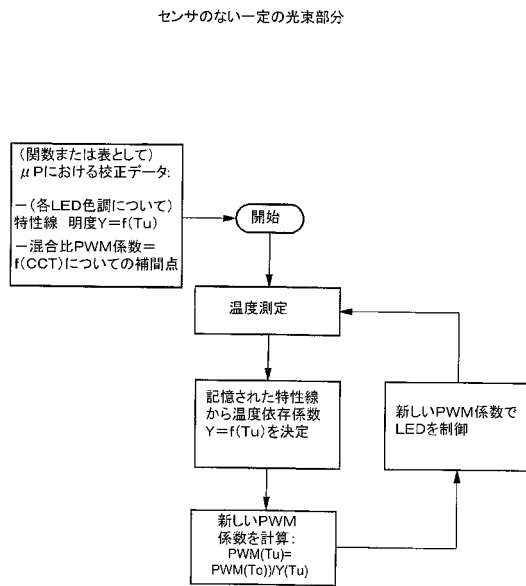 センサのない一定の光束部分
(関数または表として)
μPにおける校正データ:
－(各LED色調について)
特性線 明度Y=f(Tu)
－混合比PWM係数=
f(CCT)についての補間点
開始
温度測定
記憶された特性線
から温度依存係数
Y=f(Tu)を決定
新しいPWM係数で
LEDを制御
新しいPWM
係数を計算:
PWM(Tu)=
PWM(To))/Y(Tu)